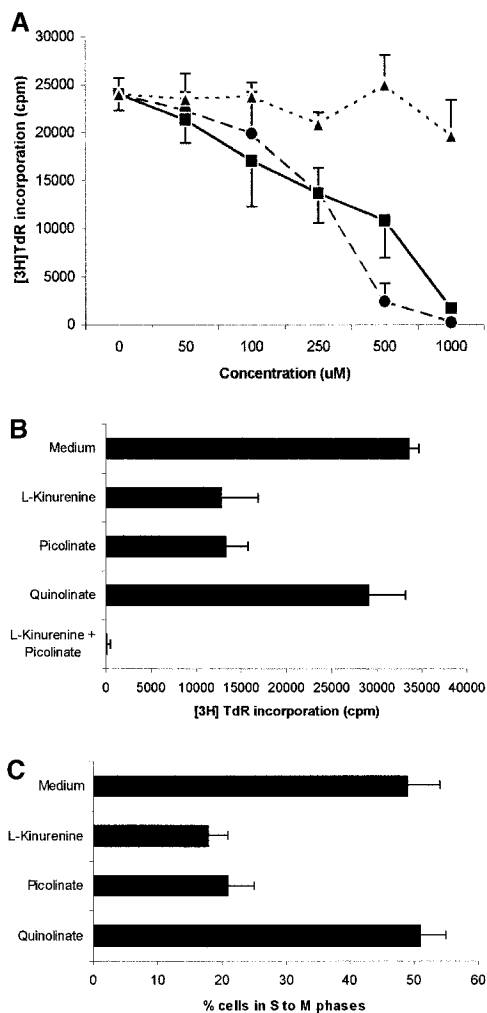 A
30000
25000
20000
15000
10000
5000
0
[3H]TdR incorporation (cpm)
0 50 100 250 500 1000
Concentration (uM)
B
Medium
L-Kinurenine
Picolinate
Quinolinate
L-Kinurenine +
Picolinate
0 5000 10000 15000 20000 25000 30000 35000 40000
[3H] TdR incorporation (cpm)
C
Medium
L-Kinurenine
Picolinate
Quinolinate
0 10 20 30 40 50 60
% cells in S to M phases